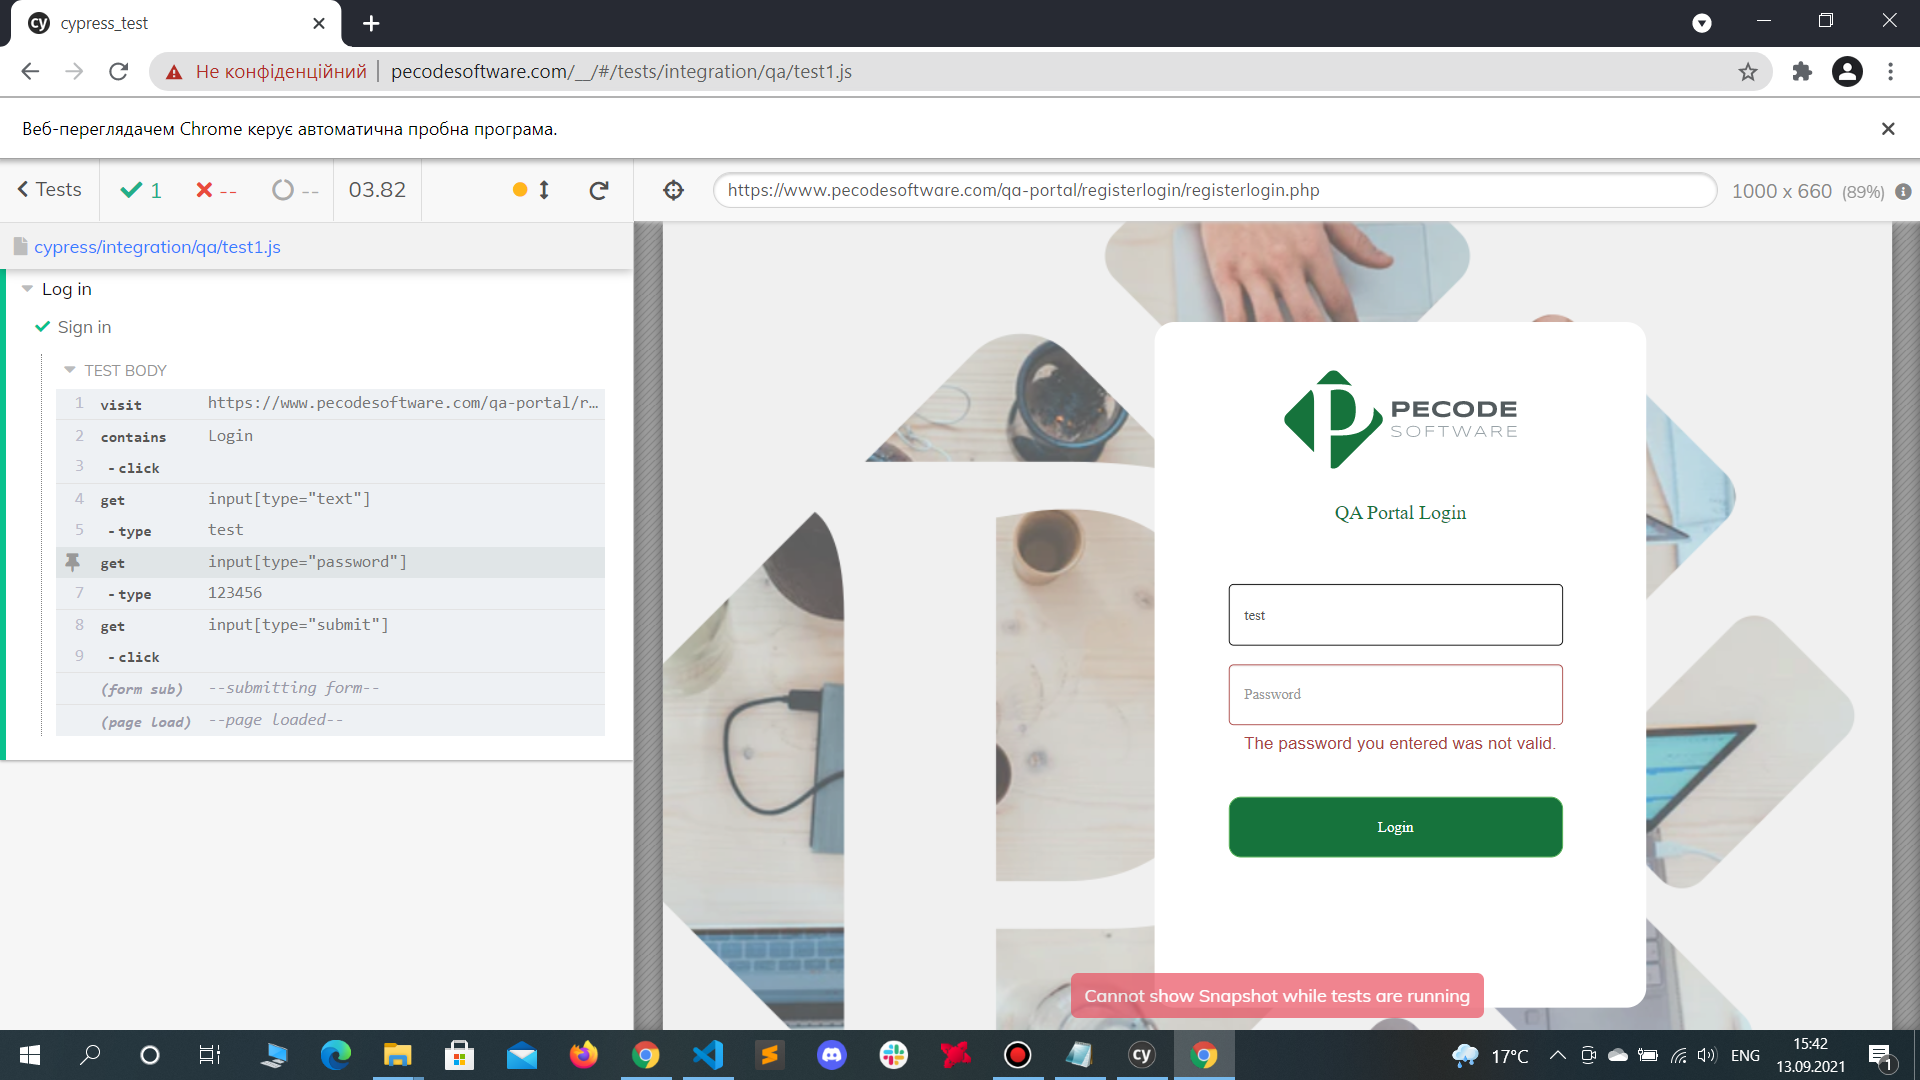 cypress_test
Не конфіденційний
pecodesoftware.com/__/#/tests/integration/qa/test1.js
Веб-переглядачем Chrome керує автоматична пробна програма.
Tests
1
--
--
03.82
https://www.pecodesoftware.com/qa-portal/registerlogin/registerlogin.php
1000 x 660 (89%)
cypress/integration/qa/test1.js
Log in
Sign in
TEST BODY
1 visit https://www.pecodesoftware.com/qa-portal/r...
2 contains Login
3 - click
4 get input[type="text"]
5 - type test
get input[type="password"]
7 - type 123456
8 get input[type="submit"]
9 - click
(form sub) --submitting form--
(page load) --page loaded--
PECODE
SOFTWARE
QA Portal Login
test
Password
The password you entered was not valid.
Login
Cannot show Snapshot while tests are running
cy
17°C
ENG
15:42
13.09.2021
1